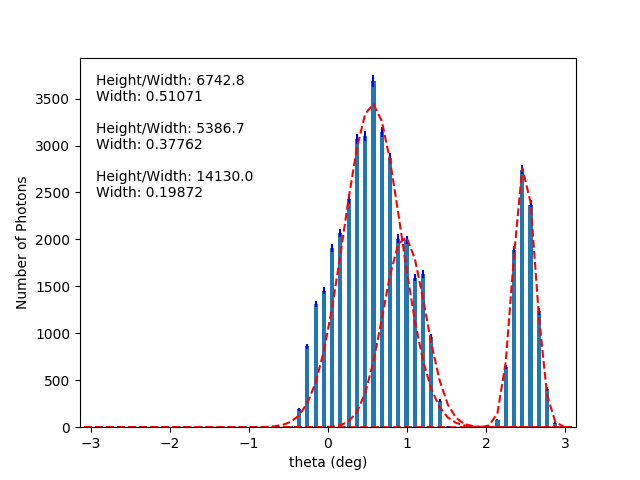 Height/Width: 6742.8
Width: 0.51071
Height/Width: 5386.7
Width: 0.37762
Height/Width: 14130.0
Width: 0.19872
Number of Photons
3500
3000
2500
2000
1500
1000
500
0
−3
−2
−1
0
1
2
3
theta (deg)